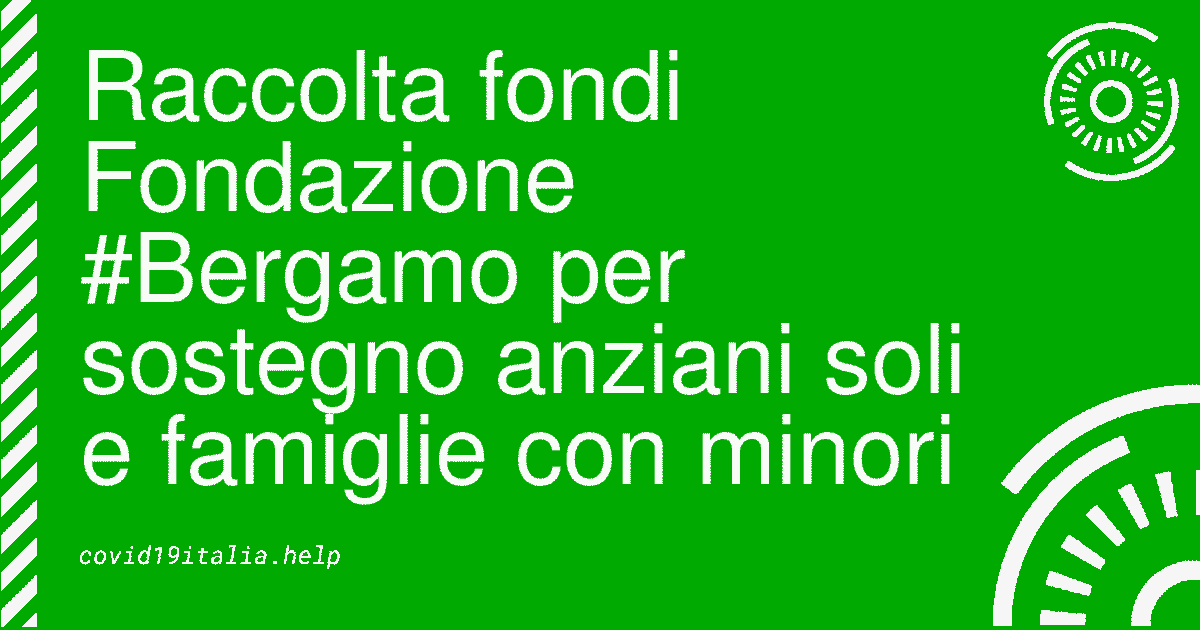 Raccolta fondi
Fondazione
#Bergamo per
sostegno anziani soli
e famiglie con minori
covid19italia.help